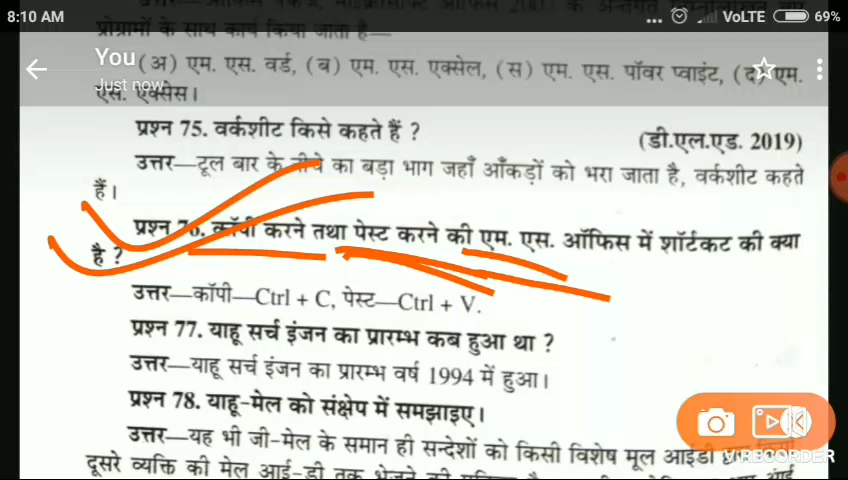 8:10 AM
... VoLTE 69%
प्रोग्रामों के साथ कार्य किया जाता है—
You
(अ) एम. एस. वर्ड, (ब) एम. एस. एक्सेल, (स) एम. एस. पॉवर प्वाइंट, (द) एम.
Just now
एस. एक्सेस।
प्रश्न 75. वर्कशीट किसे कहते हैं ?
(डी.एल.एड. 2019)
उत्तर—टूल बार के नीचे का बड़ा भाग जहाँ आँकड़ों को भरा जाता है, वर्कशीट कहते
हैं।
प्रश्न 76. कॉपी करने तथा पेस्ट करने की एम. एस. ऑफिस में शॉर्टकट की क्या
है ?
उत्तर—कॉपी—Ctrl + C, पेस्ट—Ctrl + V.
प्रश्न 77. याहू सर्च इंजन का प्रारम्भ कब हुआ था ?
उत्तर—याहू सर्च इंजन का प्रारम्भ वर्ष 1994 में हुआ।
प्रश्न 78. याहू-मेल को संक्षेप में समझाइए।
उत्तर—यह भी जी-मेल के समान ही सन्देशों को किसी विशेष मूल आईडी द्वारा
V RECORDER
दूसरे व्यक्ति की मेल आई-डी तक भेजने की